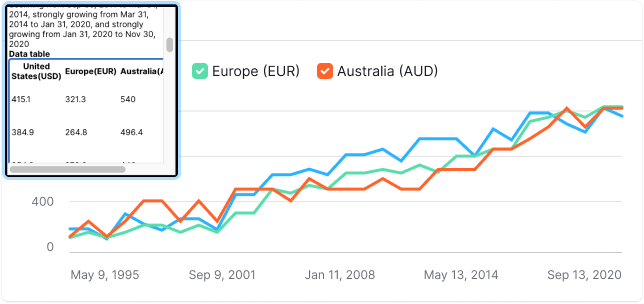 2014, strongly growing from Mar 31,
2014 to Jan 31, 2020, and strongly
growing from Jan 31, 2020 to Nov 30,
2020
Data table
United States(USD) Europe(EUR)
415.1 321.3 540
384.9 264.8 496.4
Europe (EUR) Australia (AUD)
400
0
May 9, 1995 Sep 9, 2001 Jan 11, 2008 May 13, 2014 Sep 13, 2020